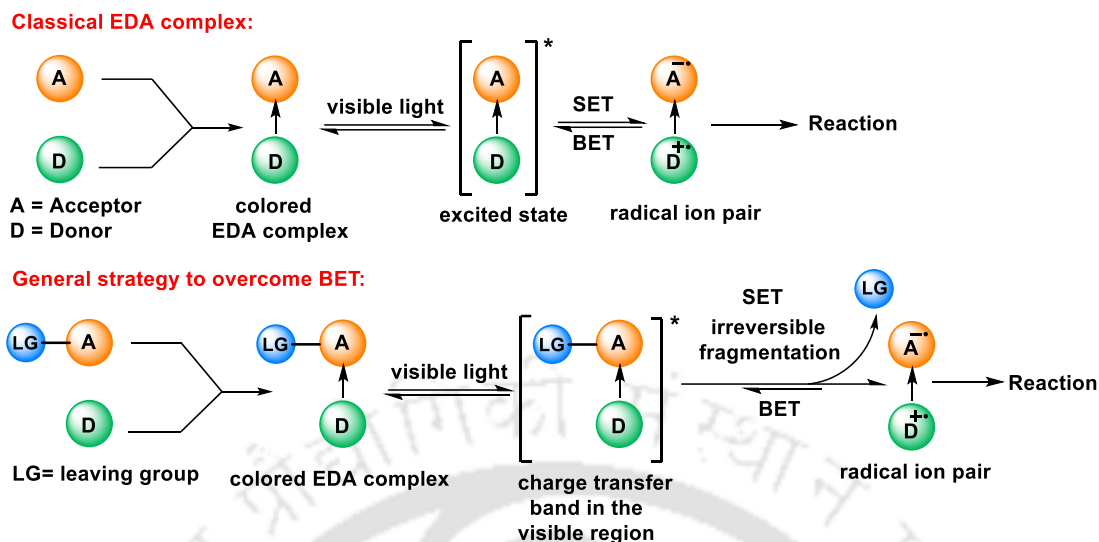 Classical EDA complex:
A
D
A = Acceptor
D = Donor
A
D
colored
EDA complex
visible light
A
D
*
excited state
SET
BET
A−•
D+•
radical ion pair
Reaction
General strategy to overcome BET:
LG
A
D
LG= leaving group
LG
A
D
colored EDA complex
visible light
LG
A
D
*
charge transfer
band in the
visible region
SET
irreversible
fragmentation
BET
LG
A−•
D+•
radical ion pair
Reaction